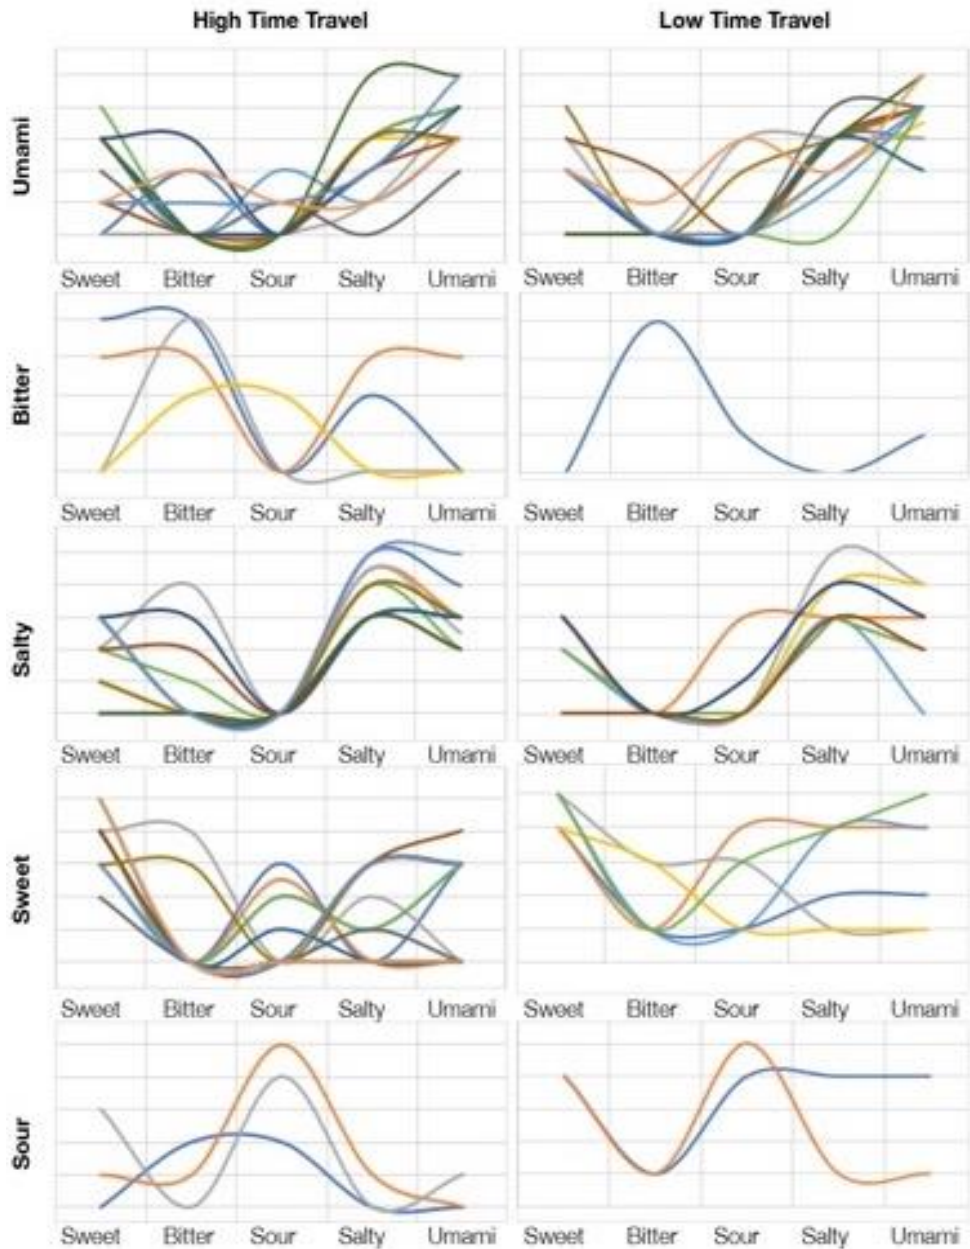 High Time Travel Low Time Travel
Umami
Sweet Bitter Sour Salty Umami Sweet Bitter Sour Salty Umami
Bitter
Sweet Bitter Sour Salty Umami Sweet Bitter Sour Salty Umami
Salty
Sweet Bitter Sour Salty Umami Sweet Bitter Sour Salty Umami
Sweet
Sweet Bitter Sour Salty Umami Sweet Bitter Sour Salty Umami
Sour
Sweet Bitter Sour Salty Umami Sweet Bitter Sour Salty Umami